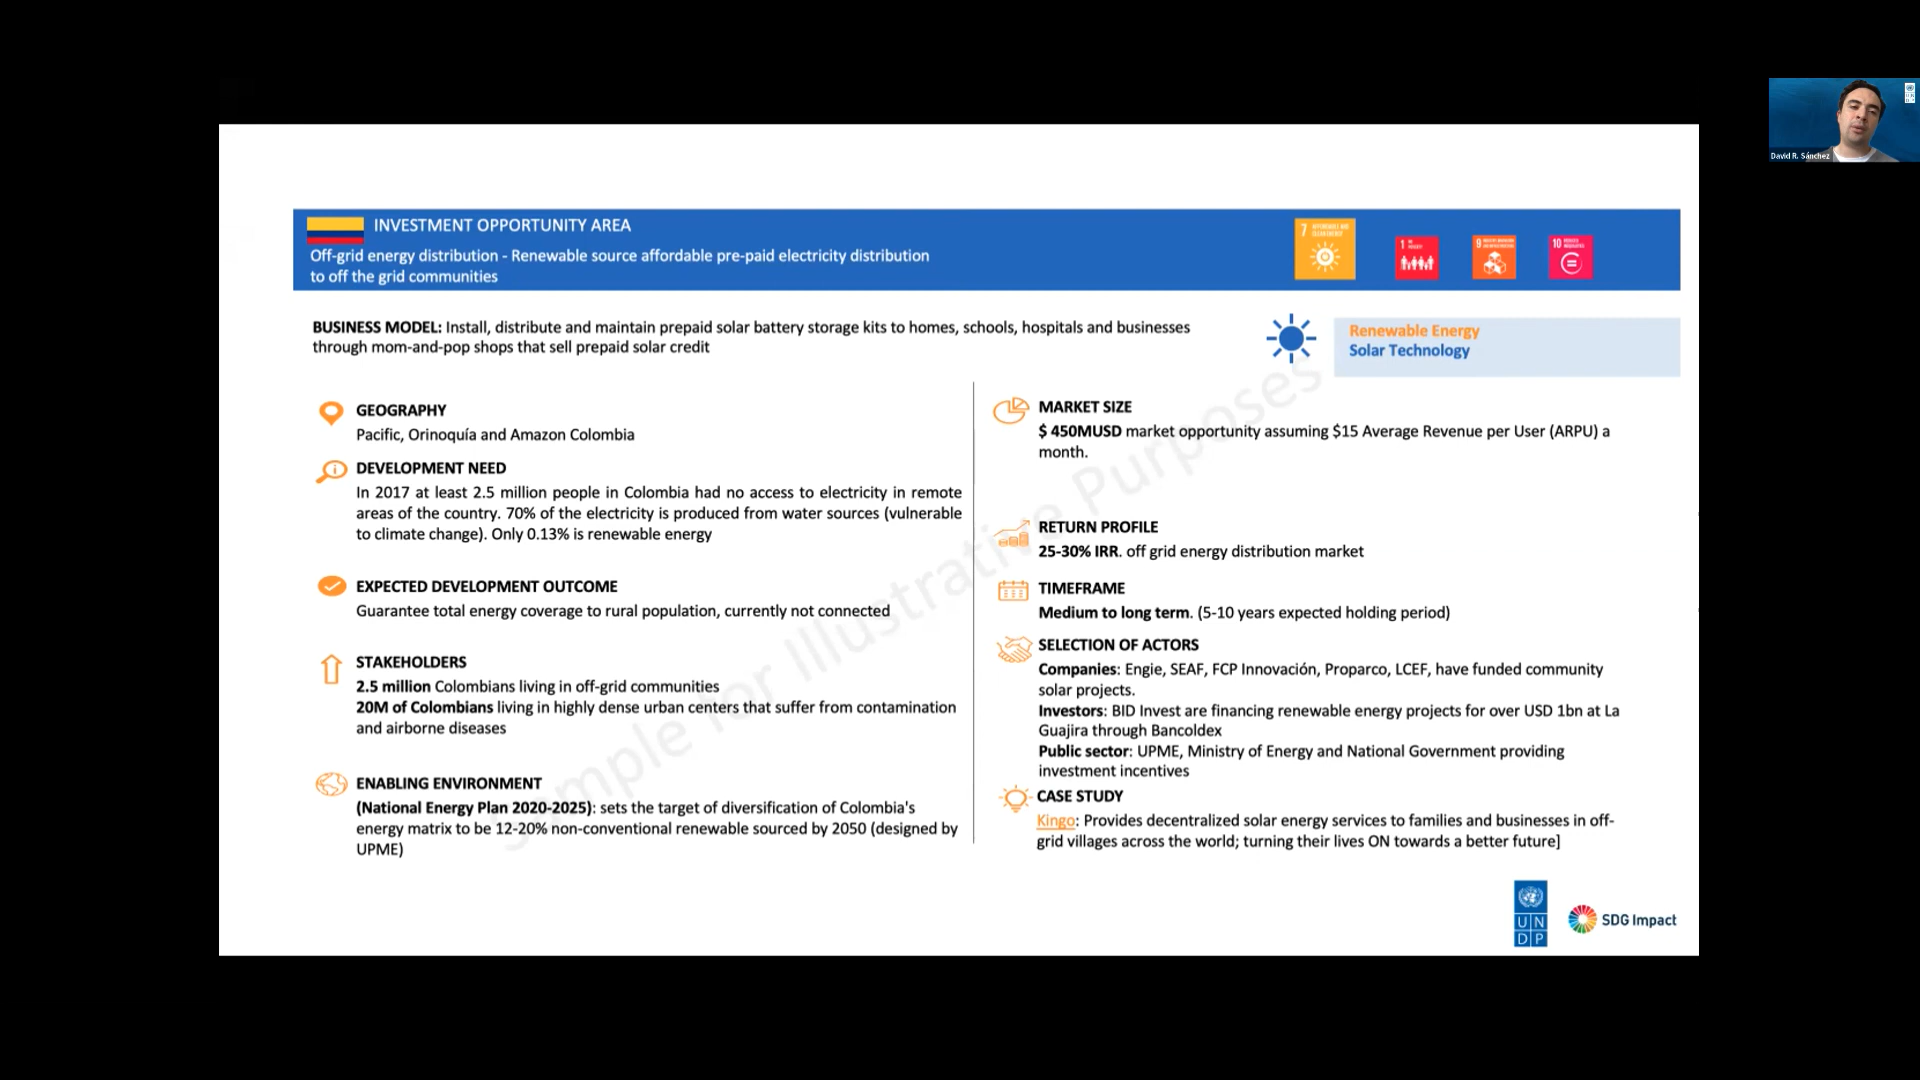 INVESTMENT OPPORTUNITY AREA
Off-grid energy distribution - Renewable source affordable pre-paid electricity distribution
to off the grid communities
7 AFFORDABLE AND
CLEAN ENERGY
1 NO
POVERTY
9
10 REDUCED
INEQUALITIES
BUSINESS MODEL: Install, distribute and maintain prepaid solar battery storage kits to homes, schools, hospitals and businesses
through mom-and-pop shops that sell prepaid solar credit
Renewable Energy
Solar Technology
GEOGRAPHY
Pacific, Orinoquía and Amazon Colombia
DEVELOPMENT NEED
In 2017 at least 2.5 million people in Colombia had no access to electricity in remote
areas of the country. 70% of the electricity is produced from water sources (vulnerable
to climate change). Only 0.13% is renewable energy
EXPECTED DEVELOPMENT OUTCOME
Guarantee total energy coverage to rural population, currently not connected
STAKEHOLDERS
2.5 million Colombians living in off-grid communities
20M of Colombians living in highly dense urban centers that suffer from contamination
and airborne diseases
ENABLING ENVIRONMENT
(National Energy Plan 2020-2025): sets the target of diversification of Colombia's
energy matrix to be 12-20% non-conventional renewable sourced by 2050 (designed by
UPME)
MARKET SIZE
$ 450MUSD market opportunity assuming $15 Average Revenue per User (ARPU) a
month.
RETURN PROFILE
25-30% IRR. off grid energy distribution market
TIMEFRAME
Medium to long term. (5-10 years expected holding period)
SELECTION OF ACTORS
Companies: Engie, SEAF, FCP Innovación, Proparco, LCEF, have funded community
solar projects.
Investors: BID Invest are financing renewable energy projects for over USD 1bn at La
Guajira through Bancoldex
Public sector: UPME, Ministry of Energy and National Government providing
investment incentives
CASE STUDY
Kingo: Provides decentralized solar energy services to families and businesses in off-
grid villages across the world; turning their lives ON towards a better future]
Sample for Illustrative Purposes
UN
DP
SDG Impact
David R. Sánchez